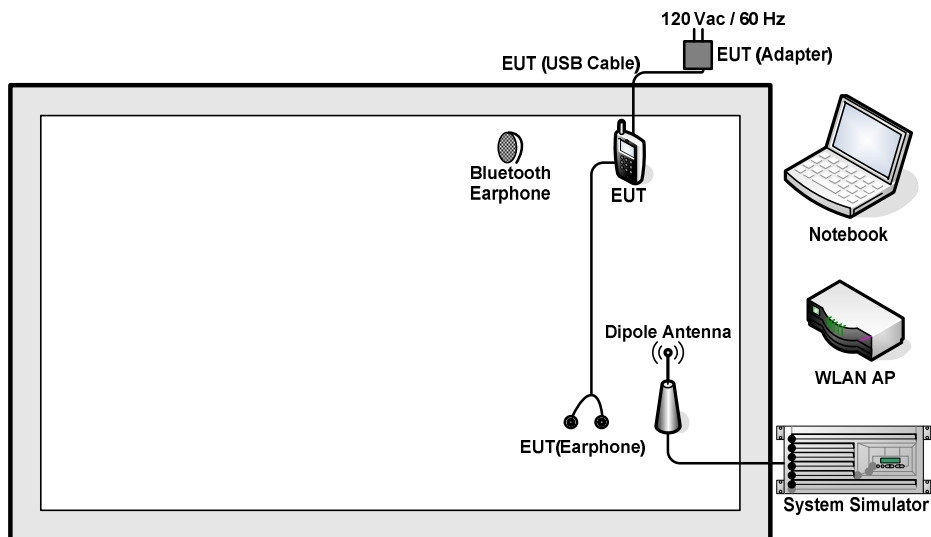 120 Vac / 60 Hz
EUT (USB Cable)
EUT (Adapter)
Bluetooth
Earphone
EUT
Notebook
Dipole Antenna
WLAN AP
EUT(Earphone)
System Simulator